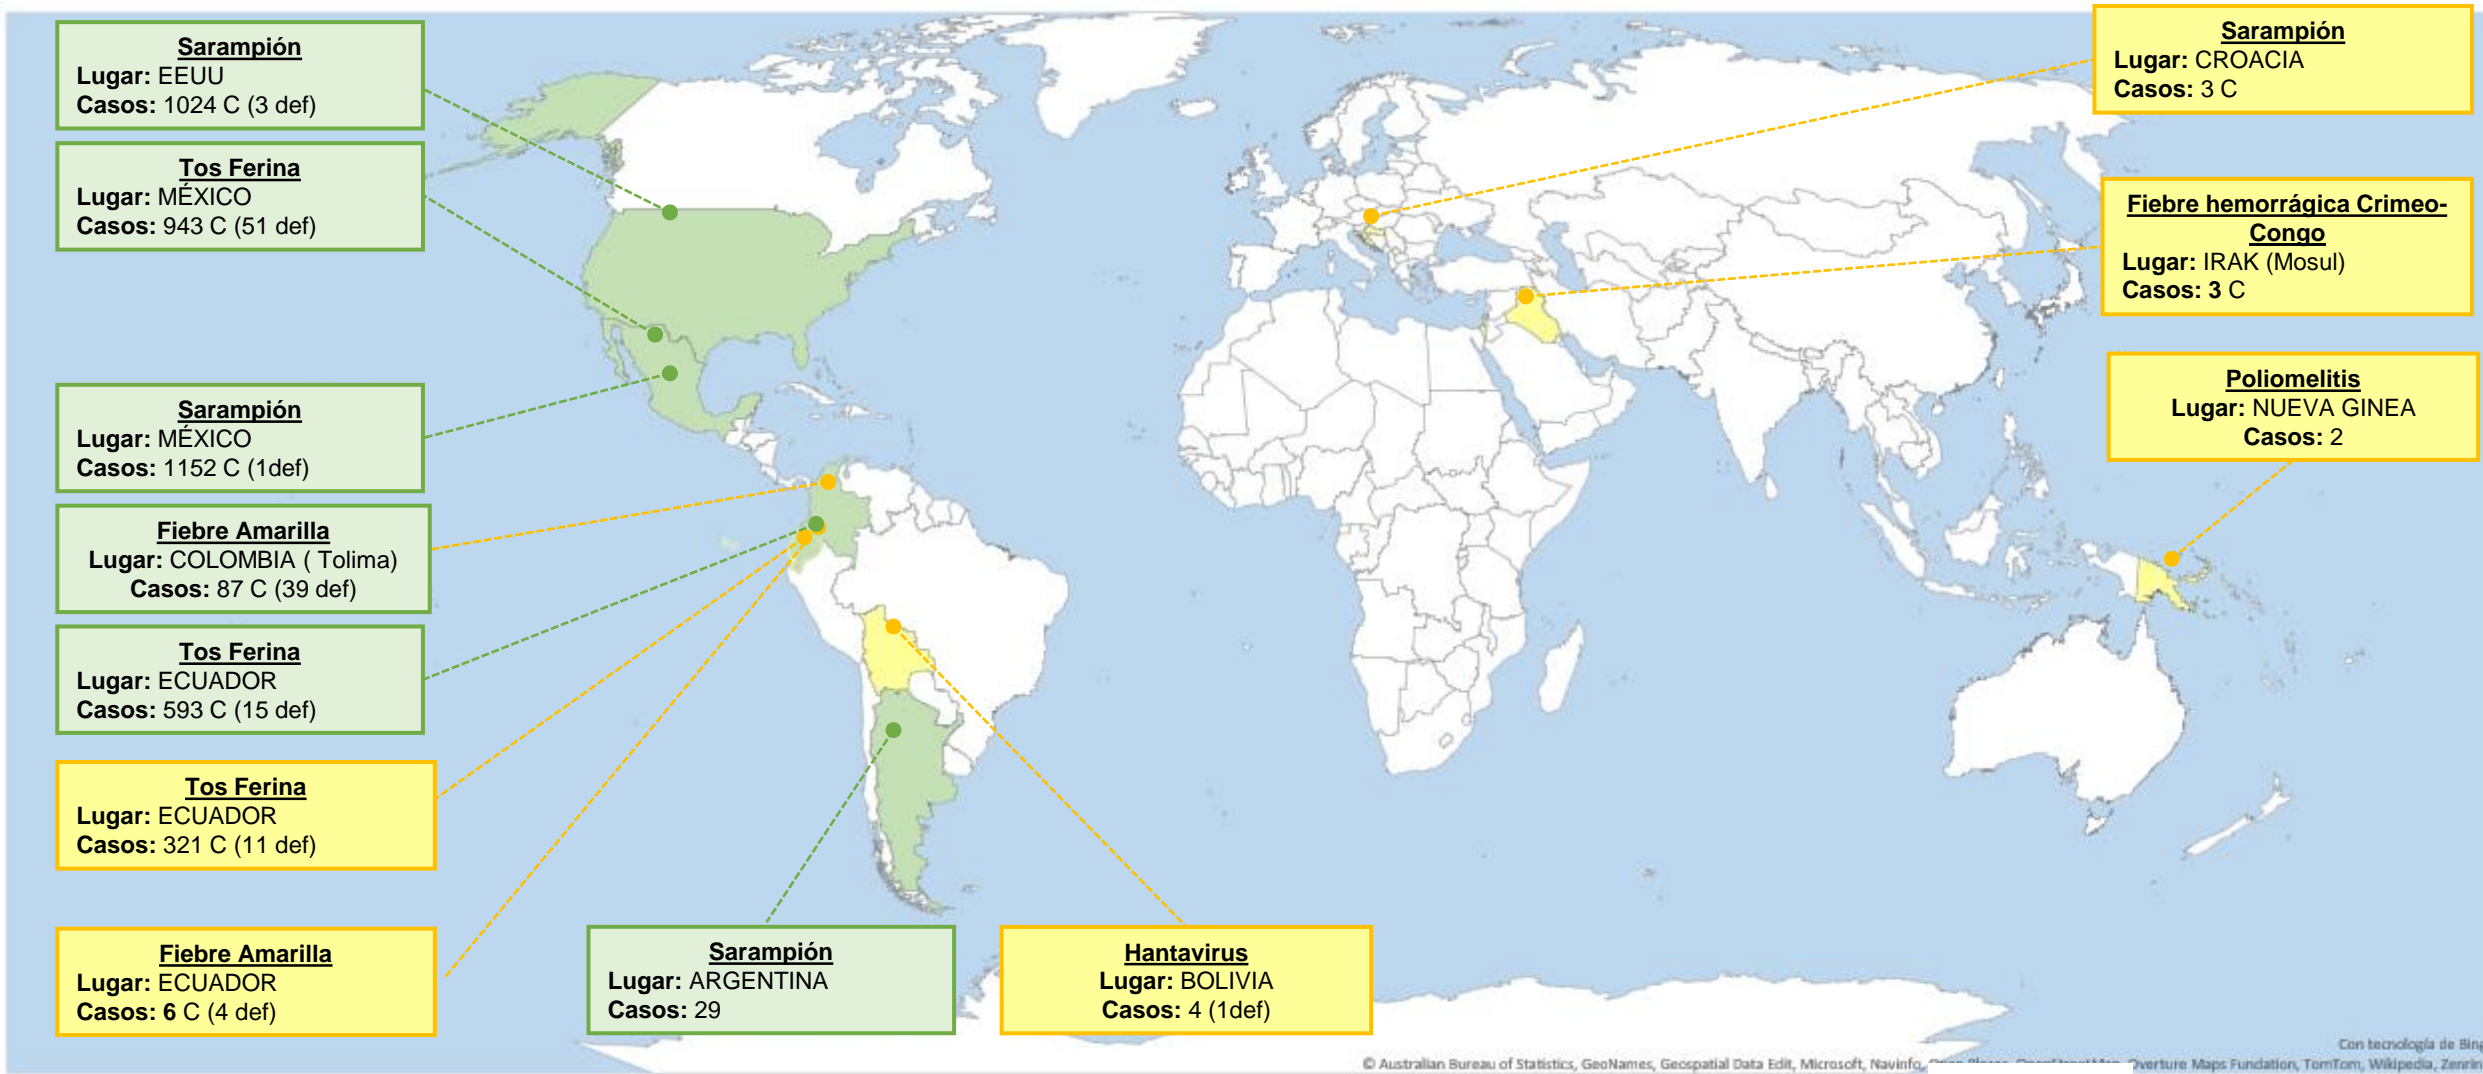 Sarampión
Lugar: EEUU
Casos: 1024 C (3 def)
Tos Ferina
Lugar: MÉXICO
Casos: 943 C (51 def)
Sarampión
Lugar: MÉXICO
Casos: 1152 C (1def)
Fiebre Amarilla
Lugar: COLOMBIA ( Tolima)
Casos: 87 C (39 def)
Tos Ferina
Lugar: ECUADOR
Casos: 593 C (15 def)
Tos Ferina
Lugar: ECUADOR
Casos: 321 C (11 def)
Fiebre Amarilla
Lugar: ECUADOR
Casos: 6 C (4 def)
Sarampión
Lugar: ARGENTINA
Casos: 29
Hantavirus
Lugar: BOLIVIA
Casos: 4 (1def)
Sarampión
Lugar: CROACIA
Casos: 3 C
Fiebre hemorrágica Crimeo-
Congo
Lugar: IRAK (Mosul)
Casos: 3 C
Poliomelitis
Lugar: NUEVA GINEA
Casos: 2
Con tecnología de Bing
© Australian Bureau of Statistics, GeoNames, Geospatial Data Edit, Microsoft, Navinfo, Overture Maps Fundation, TomTom, Wikipedia, Zenrin